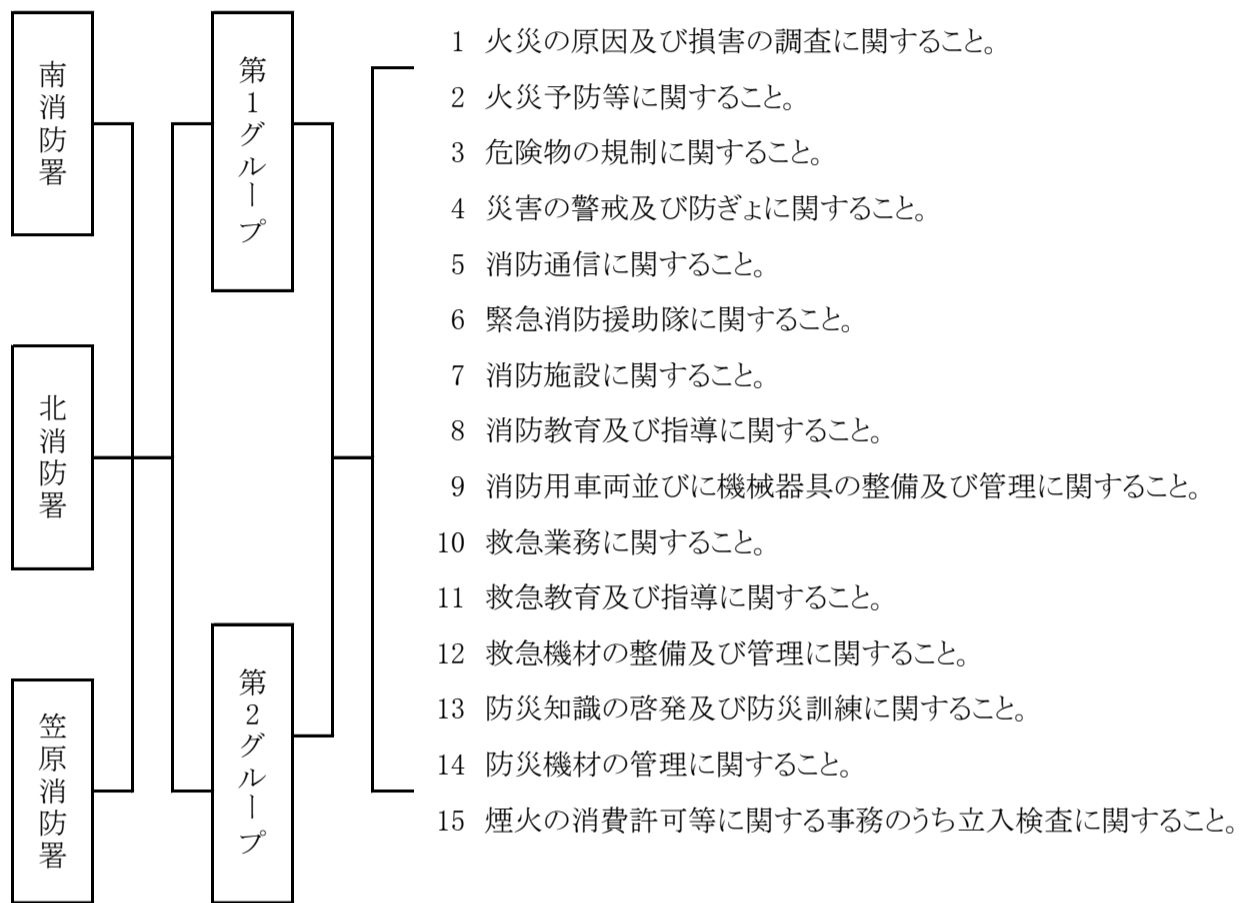 南消防署
北消防署
笠原消防署
第1グループ
第2グループ
1 火災の原因及び損害の調査に関すること。
2 火災予防等に関すること。
3 危険物の規制に関すること。
4 災害の警戒及び防ぎょに関すること。
5 消防通信に関すること。
6 緊急消防援助隊に関すること。
7 消防施設に関すること。
8 消防教育及び指導に関すること。
9 消防用車両並びに機械器具の整備及び管理に関すること。
10 救急業務に関すること。
11 救急教育及び指導に関すること。
12 救急機材の整備及び管理に関すること。
13 防災知識の啓発及び防災訓練に関すること。
14 防災機材の管理に関すること。
15 煙火の消費許可等に関する事務のうち立入検査に関すること。